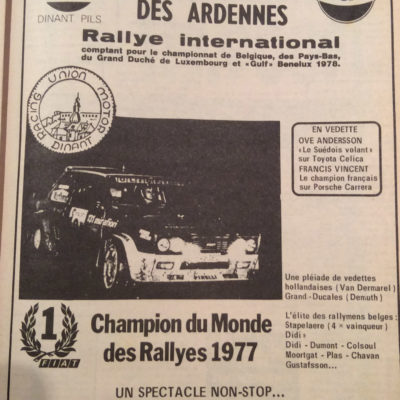 DINANT PILS
DES ARDENNES
Rallye international
comptant pour le championnat de Belgique, des Pays-Bas,
du Grand Duché de Luxembourg et «Gulf» Benelux 1978.
RACING UNION MOTOR
DINANT
EN VEDETTE
OVE ANDERSSON
«Le Suédois volant»
sur Toyota Celica
FRANCIS VINCENT
Le champion français
sur Porsche Carrera
PIRELLI
Une pléiade de vedettes
hollandaises (Van Dermarel)
Grand-Ducales (Demuth)
L'élite des rallymens belges :
Stapelaere (4 × vainqueur)
Didi
Didi - Dumont - Colsoul
Moortgat - Plas - Chavan
Gustafsson...
1
FIAT
Champion du Monde
des Rallyes 1977
UN SPECTACLE NON-STOP...